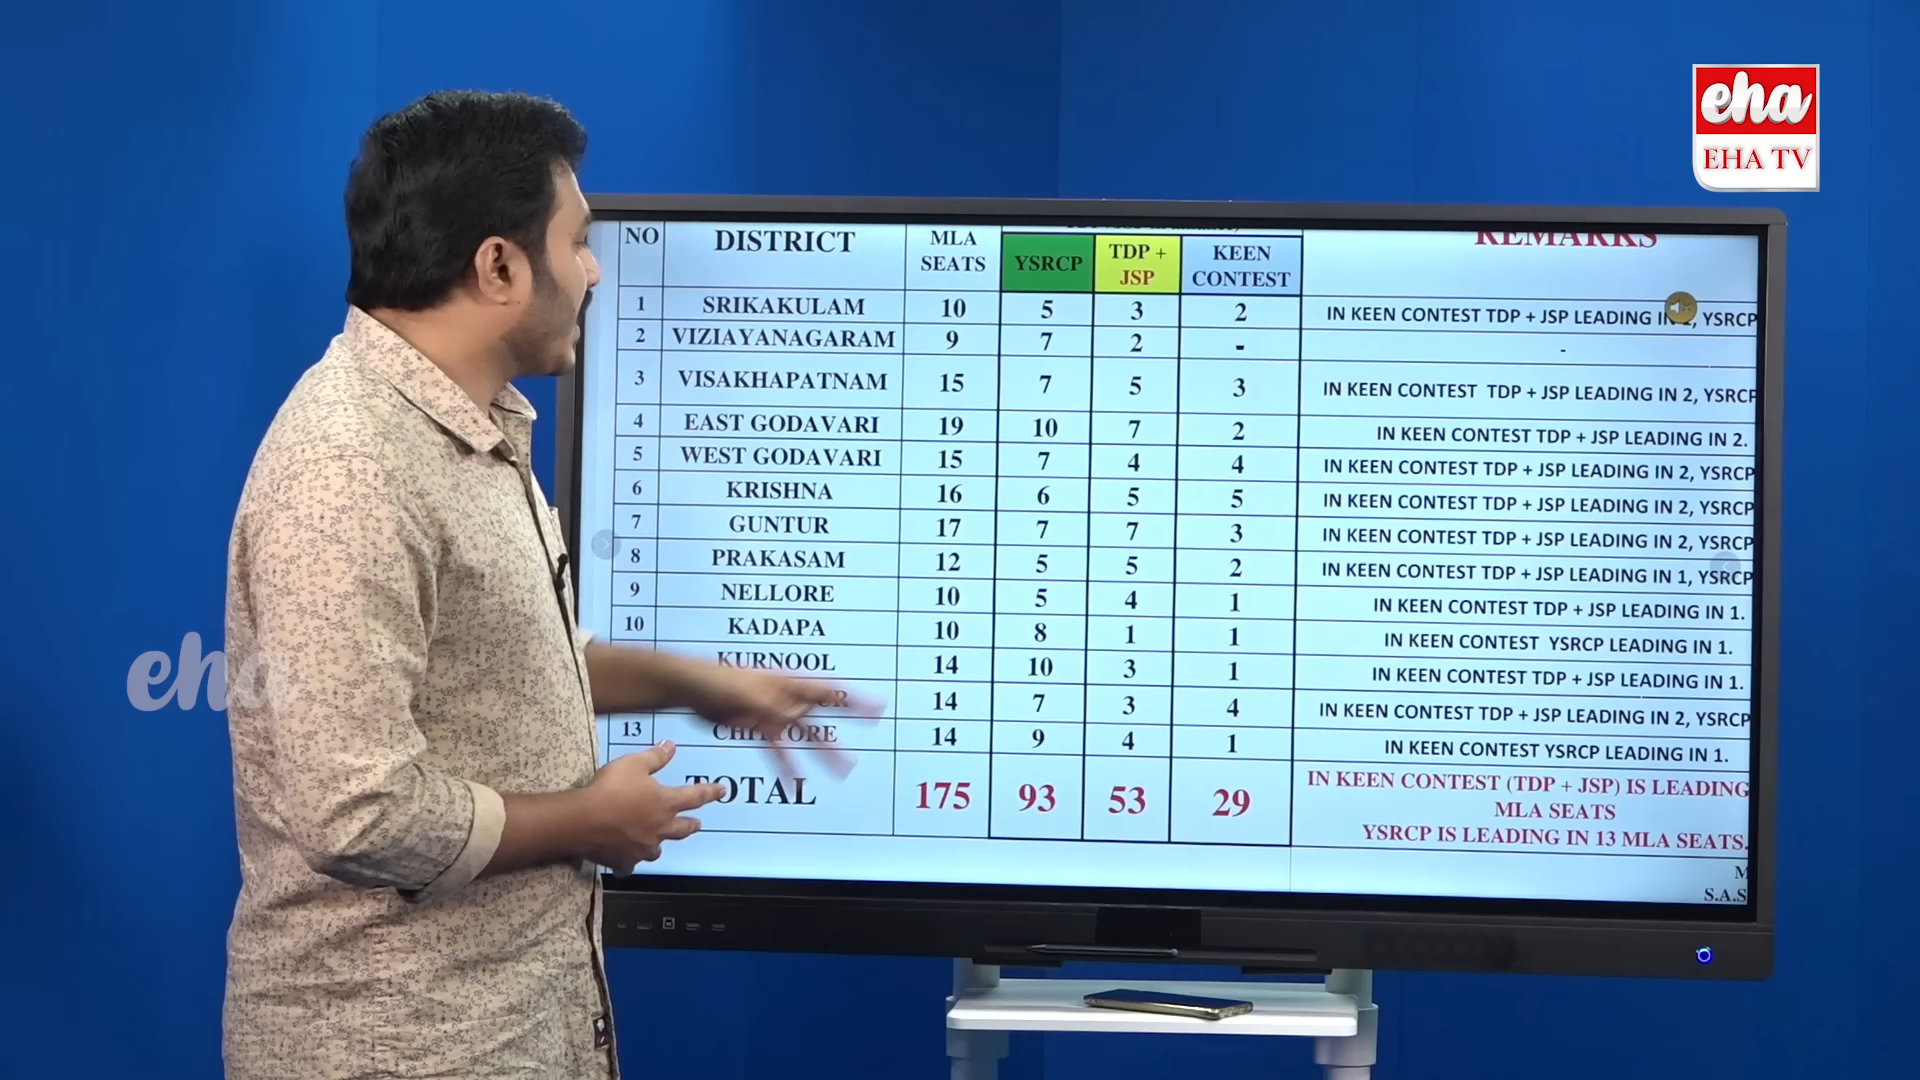 eha
EHA TV
NO DISTRICT MLA SEATS YSRCP TDP + JSP KEEN CONTEST REMARKS
1 SRIKAKULAM 10 5 3 2 IN KEEN CONTEST TDP + JSP LEADING IN 2, YSRCP
2 VIZIAYANAGARAM 9 7 2 - -
3 VISAKHAPATNAM 15 7 5 3 IN KEEN CONTEST TDP + JSP LEADING IN 2, YSRCP
4 EAST GODAVARI 19 10 7 2 IN KEEN CONTEST TDP + JSP LEADING IN 2.
5 WEST GODAVARI 15 7 4 4 IN KEEN CONTEST TDP + JSP LEADING IN 2, YSRCP
6 KRISHNA 16 6 5 5 IN KEEN CONTEST TDP + JSP LEADING IN 2, YSRCP
7 GUNTUR 17 7 7 3 IN KEEN CONTEST TDP + JSP LEADING IN 2, YSRCP
8 PRAKASAM 12 5 5 2 IN KEEN CONTEST TDP + JSP LEADING IN 1, YSRCP
9 NELLORE 10 5 4 1 IN KEEN CONTEST TDP + JSP LEADING IN 1.
10 KADAPA 10 8 1 1 IN KEEN CONTEST YSRCP LEADING IN 1.
KURNOOL 14 10 3 1 IN KEEN CONTEST TDP + JSP LEADING IN 1.
14 7 3 4 IN KEEN CONTEST TDP + JSP LEADING IN 2, YSRCP
13 CHITTORE 14 9 4 1 IN KEEN CONTEST YSRCP LEADING IN 1.
TOTAL 175 93 53 29 IN KEEN CONTEST (TDP + JSP) IS LEADING
MLA SEATS
YSRCP IS LEADING IN 13 MLA SEATS.
M
S.A.S
eha